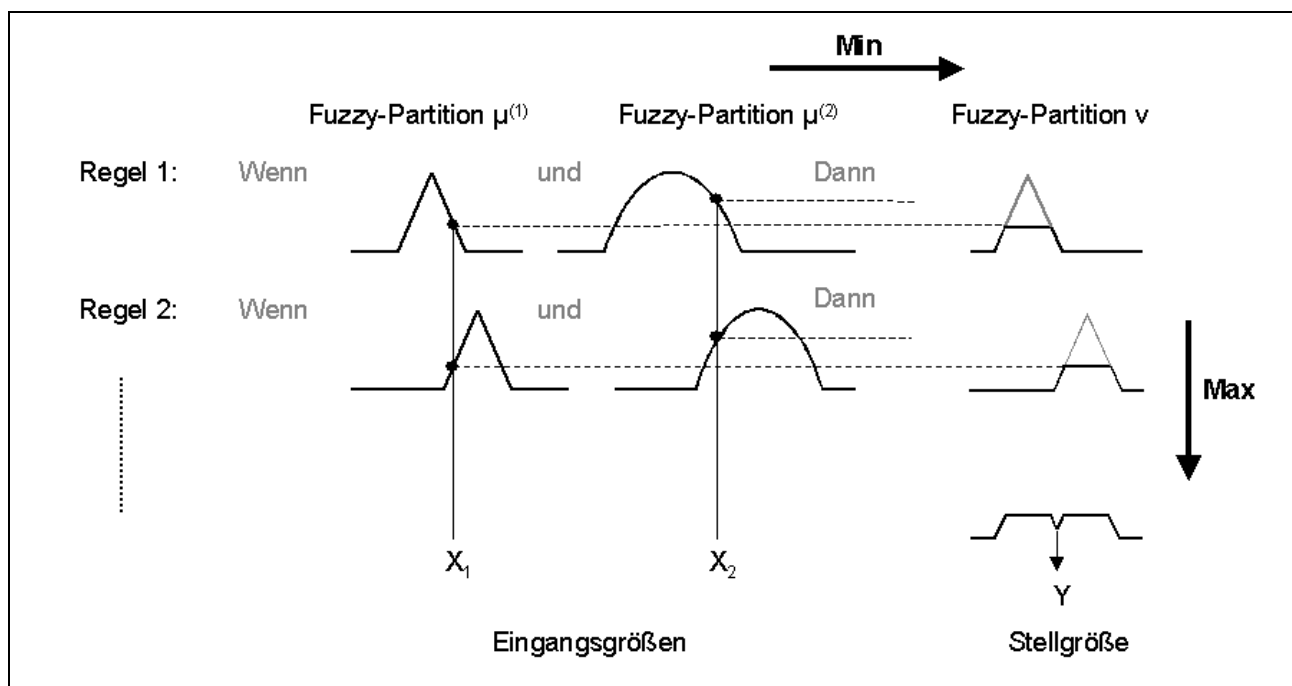 Min
Fuzzy-Partition µ⁽¹⁾ Fuzzy-Partition µ⁽²⁾ Fuzzy-Partition ν
Regel 1: Wenn und Dann
Regel 2: Wenn und Dann
Max
X₁ X₂
Y
Eingangsgrößen Stellgröße